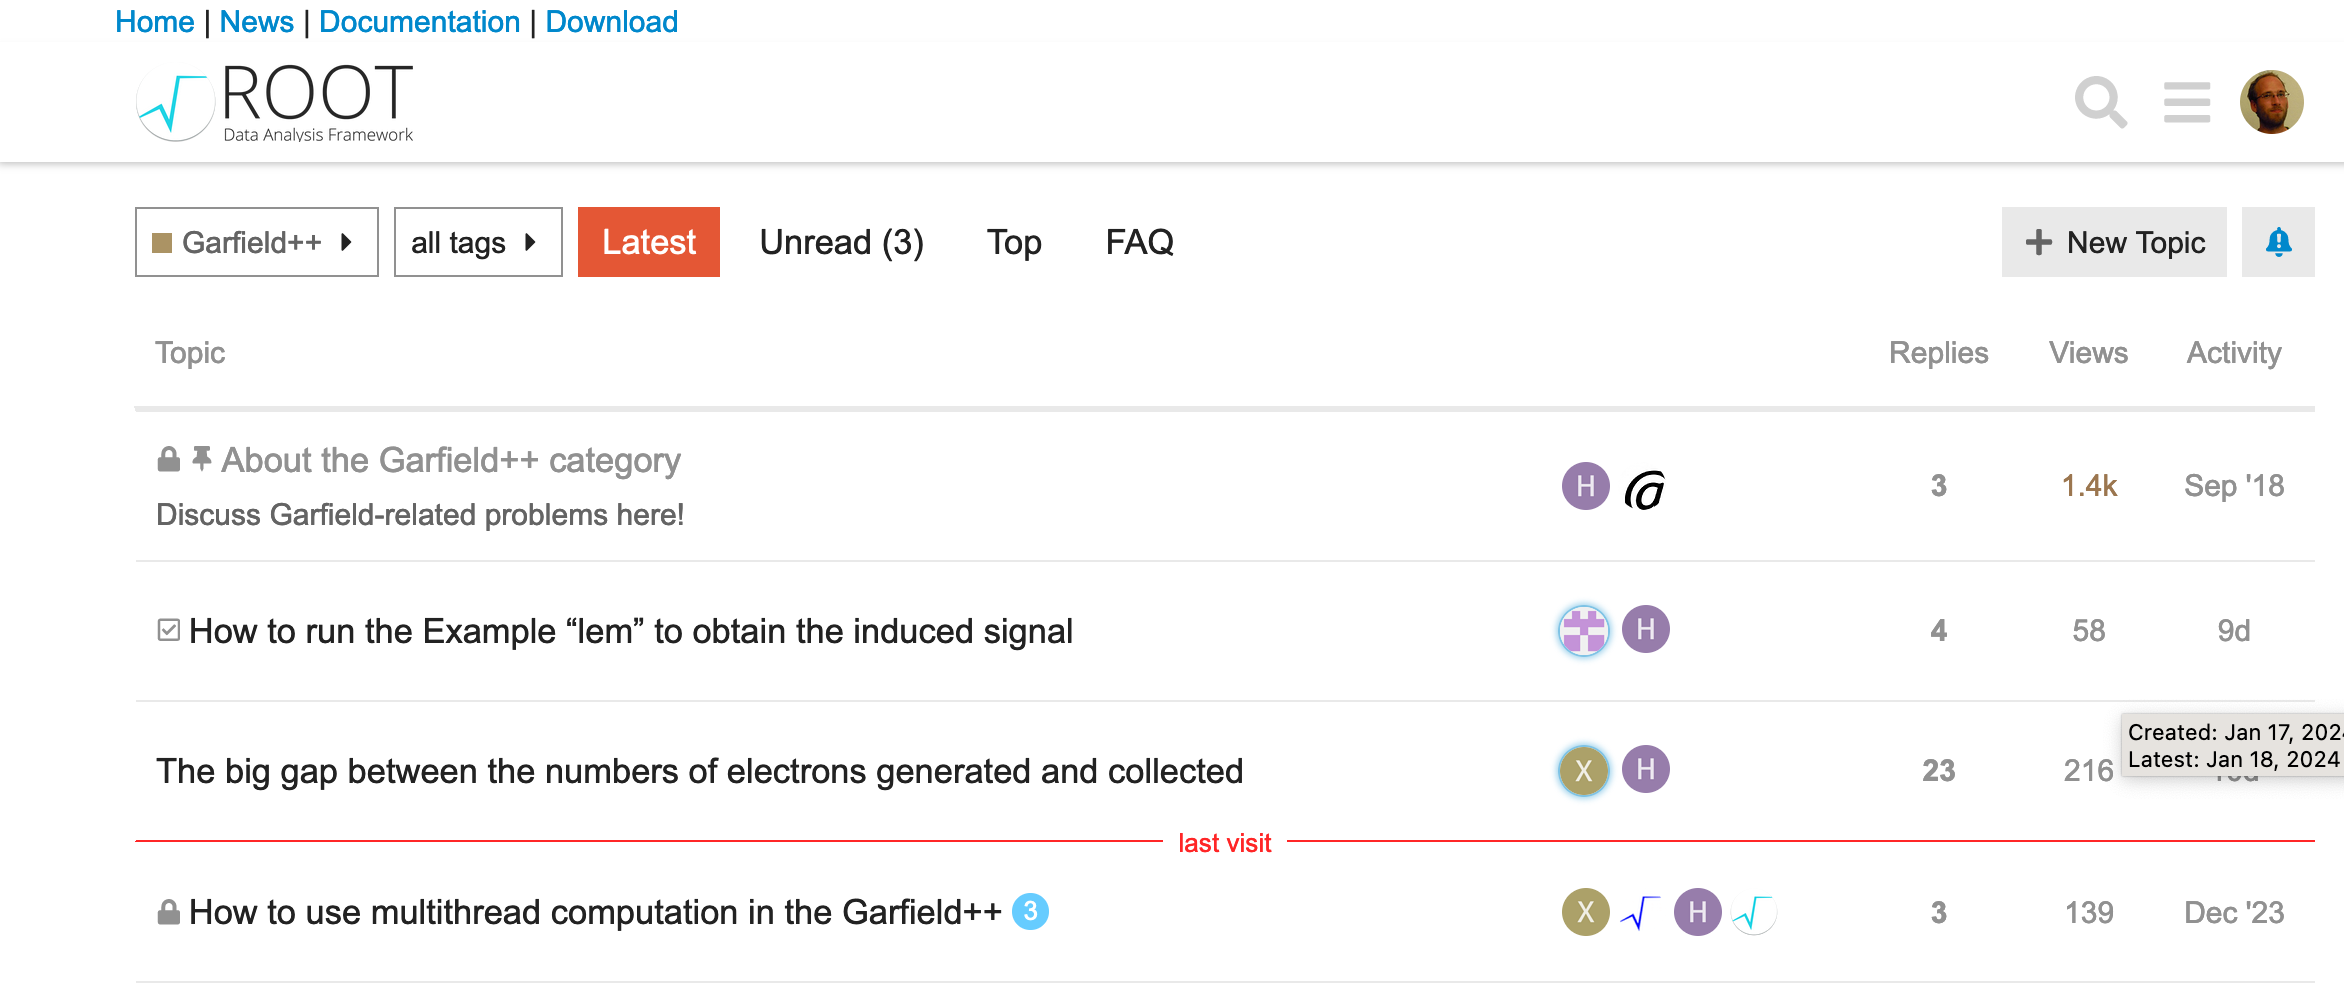 Home | News | Documentation | Download
ROOT
Data Analysis Framework
Garfield++ all tags Latest Unread (3) Top FAQ + New Topic
Topic Replies Views Activity
About the Garfield++ category
Discuss Garfield-related problems here!
H 3 1.4k Sep '18
How to run the Example “lem” to obtain the induced signal H 4 58 9d
Created: Jan 17, 202
Latest: Jan 18, 2024
The big gap between the numbers of electrons generated and collected X H 23 216
last visit
How to use multithread computation in the Garfield++ 3 X H 3 139 Dec '23